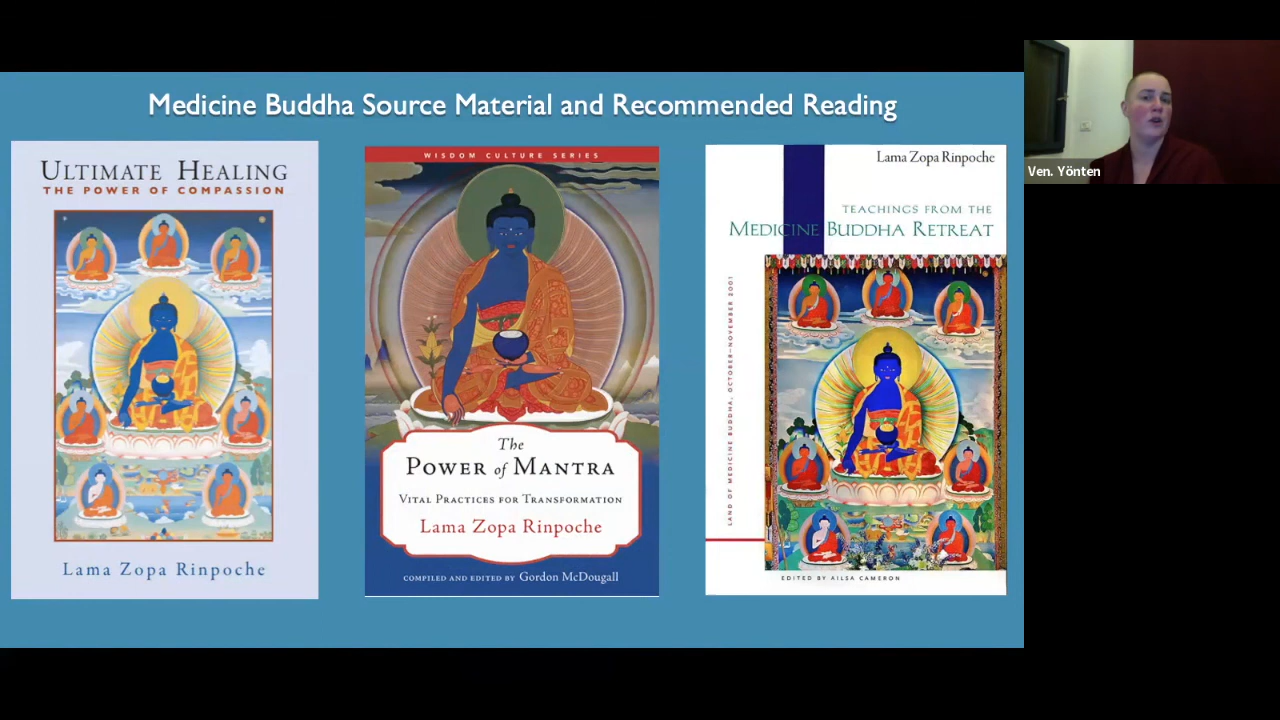 Medicine Buddha Source Material and Recommended Reading
ULTIMATE HEALING
THE POWER OF COMPASSION
Lama Zopa Rinpoche
WISDOM CULTURE SERIES
The
POWER of MANTRA
VITAL PRACTICES FOR TRANSFORMATION
Lama Zopa Rinpoche
COMPILED AND EDITED BY Gordon McDougall
Lama Zopa Rinpoche
TEACHINGS FROM THE
MEDICINE BUDDHA RETREAT
LAND OF MEDICINE BUDDHA, OCTOBER–NOVEMBER 2001
EDITED BY AILSA CAMERON
Ven. Yönten